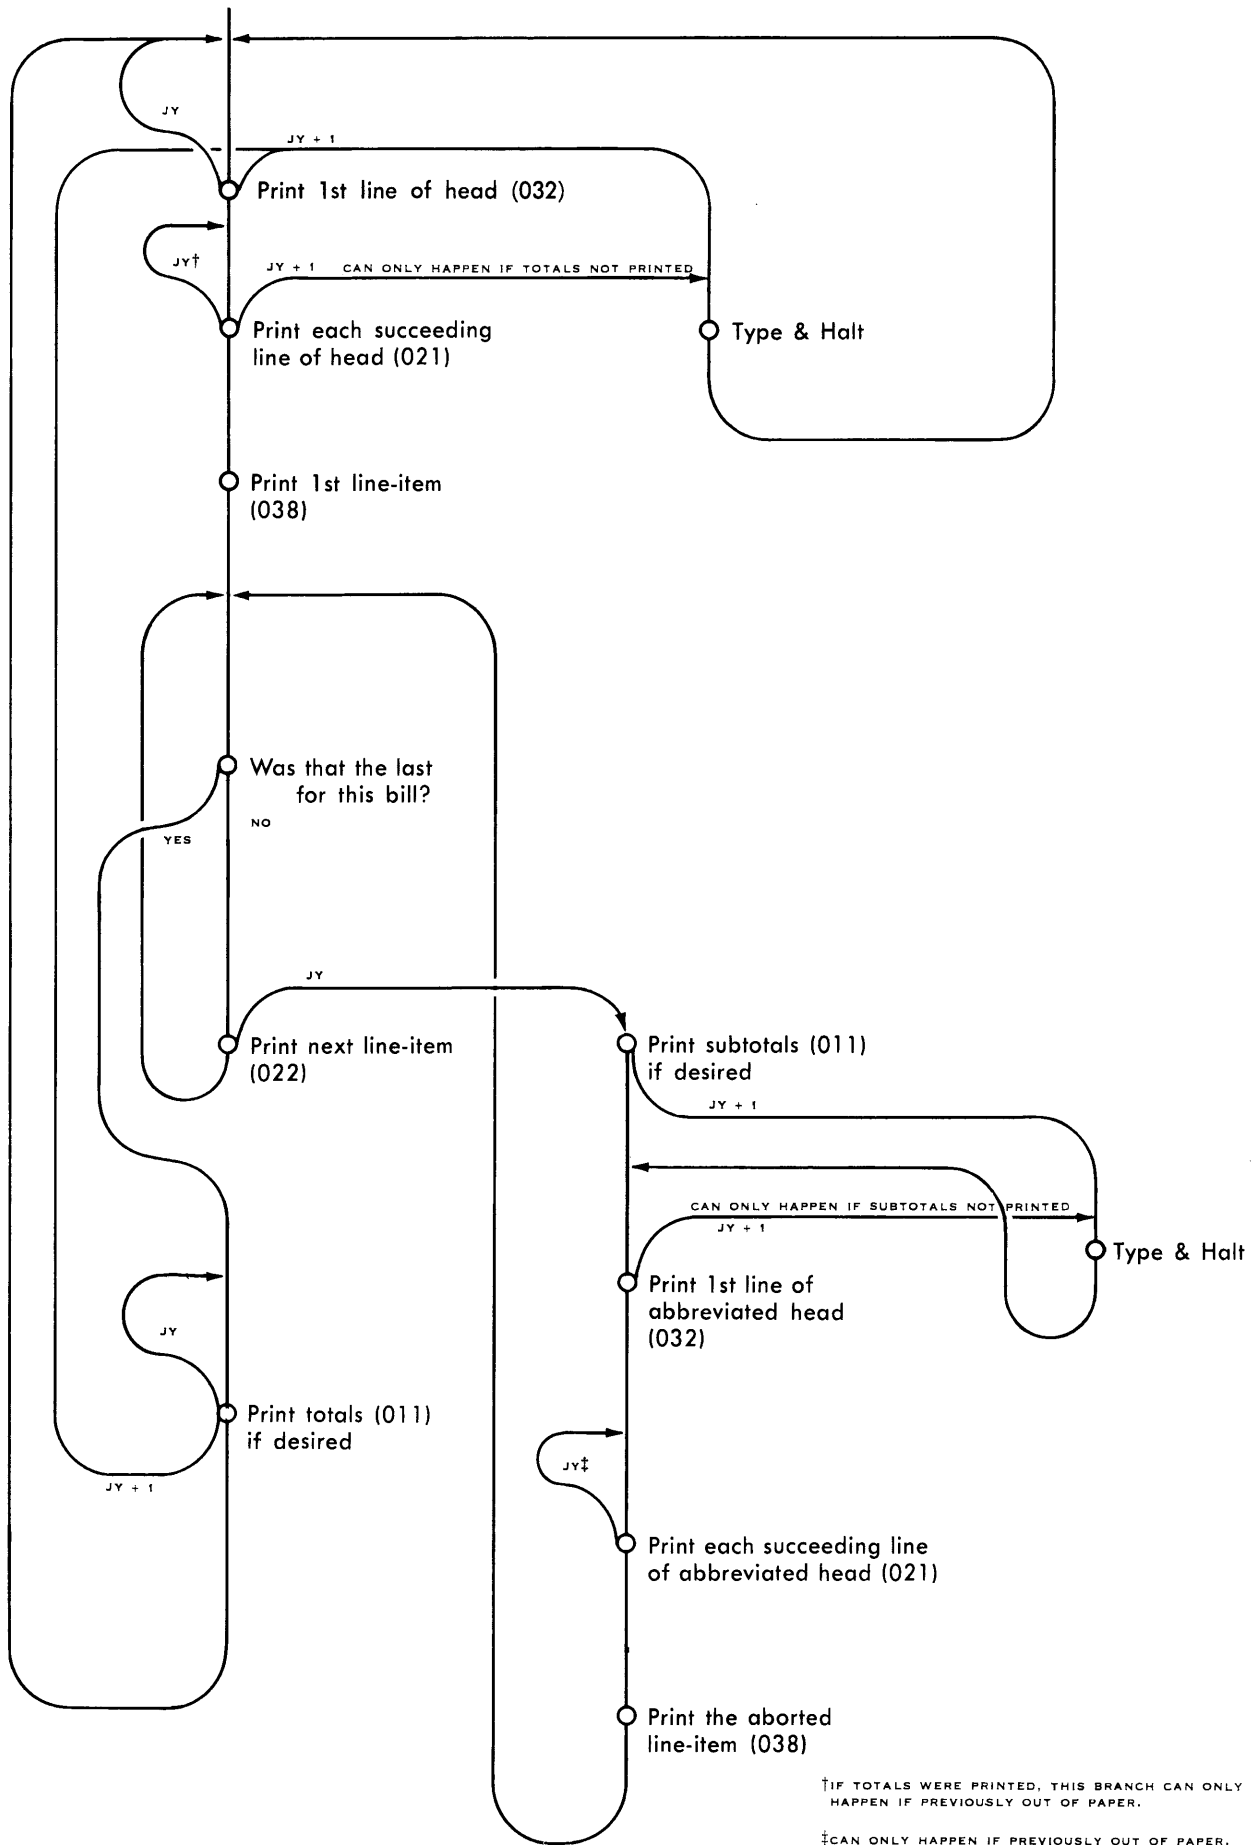 JY
JY + 1
Print 1st line of head (032)
JY†
JY + 1 CAN ONLY HAPPEN IF TOTALS NOT PRINTED
Print each succeeding
line of head (021)
Type & Halt
Print 1st line-item
(038)
Was that the last
for this bill?
YES
NO
JY
Print next line-item
(022)
Print subtotals (011)
if desired
JY + 1
CAN ONLY HAPPEN IF SUBTOTALS NOT PRINTED
JY + 1
Type & Halt
Print 1st line of
abbreviated head
(032)
JY
Print totals (011)
if desired
JY + 1
JY‡
Print each succeeding line
of abbreviated head (021)
Print the aborted
line-item (038)
†IF TOTALS WERE PRINTED, THIS BRANCH CAN ONLY
HAPPEN IF PREVIOUSLY OUT OF PAPER.
‡CAN ONLY HAPPEN IF PREVIOUSLY OUT OF PAPER.